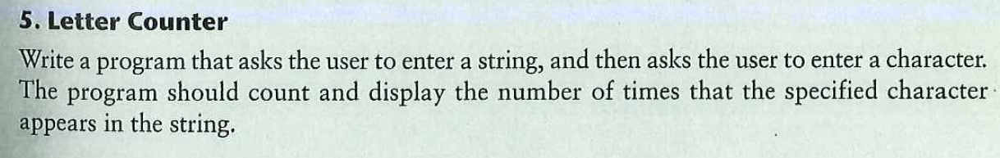 5. Letter Counter
Write a program that asks the user to enter a string, and then asks the user to enter a character.
The program should count and display the number of times that the specified character
appears in the string.